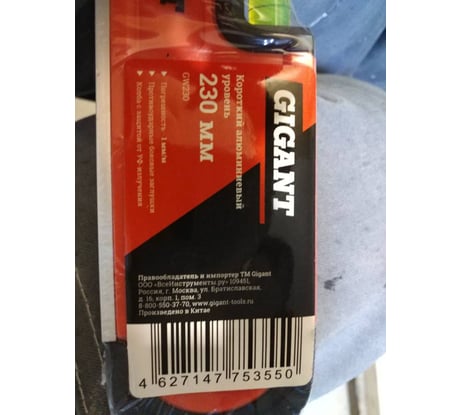 GIGANT
Короткий алюминиевый
уровень
230 мм
GW230
▸ Погрешность 1 мм/м
▸ Противоударные боковые заглушки
▸ Колба с защитой от УФ-излучения
Правообладатель и импортер ТМ Gigant
ООО «ВсеИнструменты.ру» 109451,
Россия, г. Москва, ул. Братиславская,
д. 16, корп. 1, пом. 3
8-800-550-37-70, www.gigant-tools.ru
Произведено в Китае
4 627147 753550